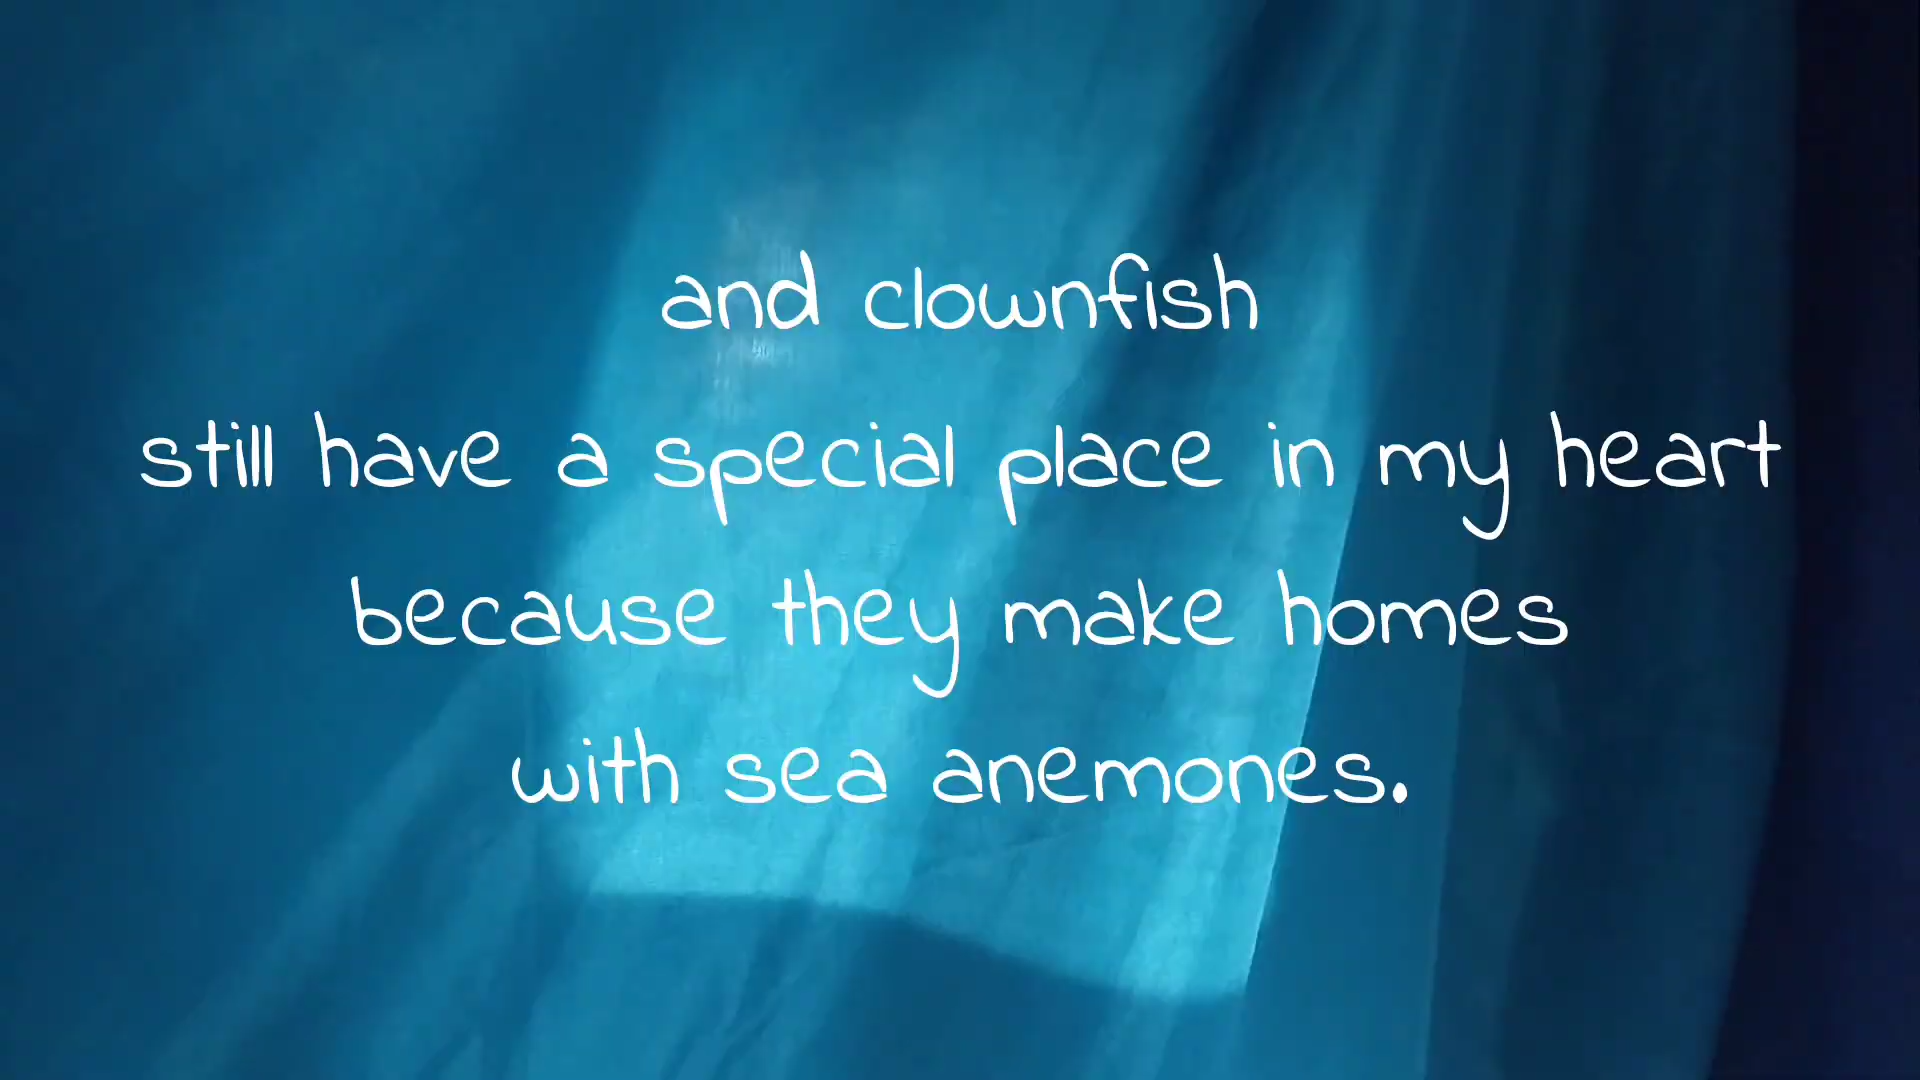 and clownfish
still have a special place in my heart
because they make homes
with sea anemones.